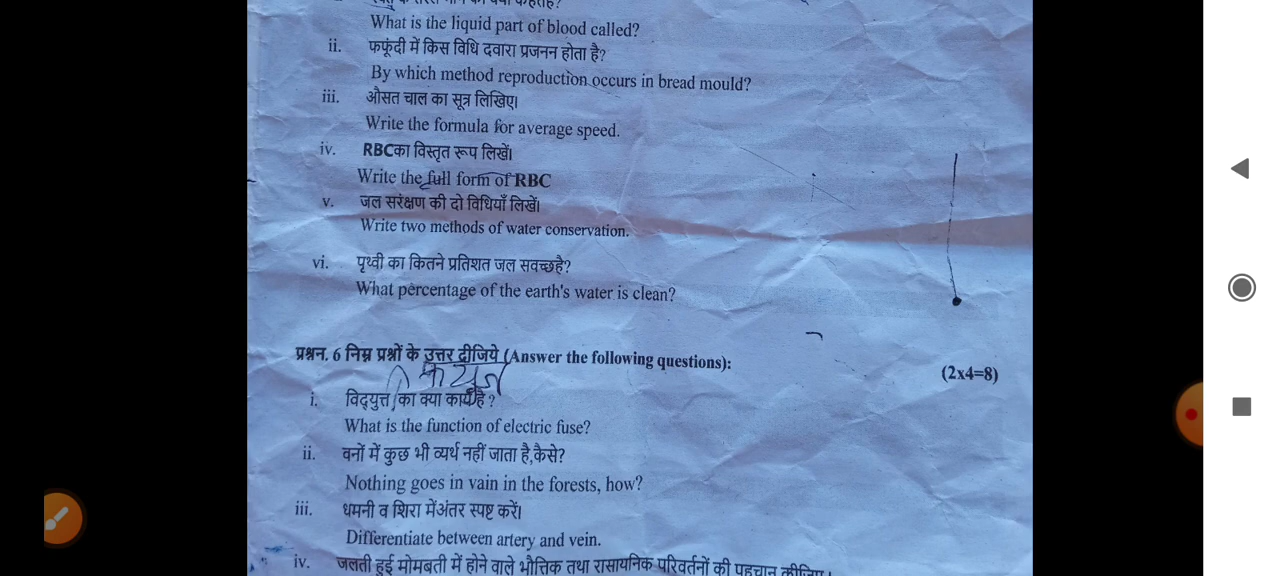 के तरल भाग को क्या कहते है?
What is the liquid part of blood called?
ii. फफूंदी में किस विधि दवारा प्रजनन होता है?
By which method reproduction occurs in bread mould?
iii. औसत चाल का सूत्र लिखिए।
Write the formula for average speed.
iv. RBCका विस्तृत रूप लिखें।
Write the full form of RBC
v. जल सरंक्षण की दो विधियाँ लिखें।
Write two methods of water conservation.
vi. पृथ्वी का कितने प्रतिशत जल सवच्छहै?
What percentage of the earth's water is clean?
प्रश्नन. 6 निम्न प्रश्नों के उत्तर दीजिये (Answer the following questions):
(2x4=8)
i. विद्युत्त का क्या कार्य है?
What is the function of electric fuse?
ii. वनों में कुछ भी व्यर्थ नहीं जाता है,कैसे?
Nothing goes in vain in the forests, how?
iii. धमनी व शिरा मेंअंतर स्पष्ट करें।
Differentiate between artery and vein.
iv. जलती हुई मोमबती में होने वाले भौत्तिक तथा रासायनिक परिवर्तनों की पहचान कीजिए।